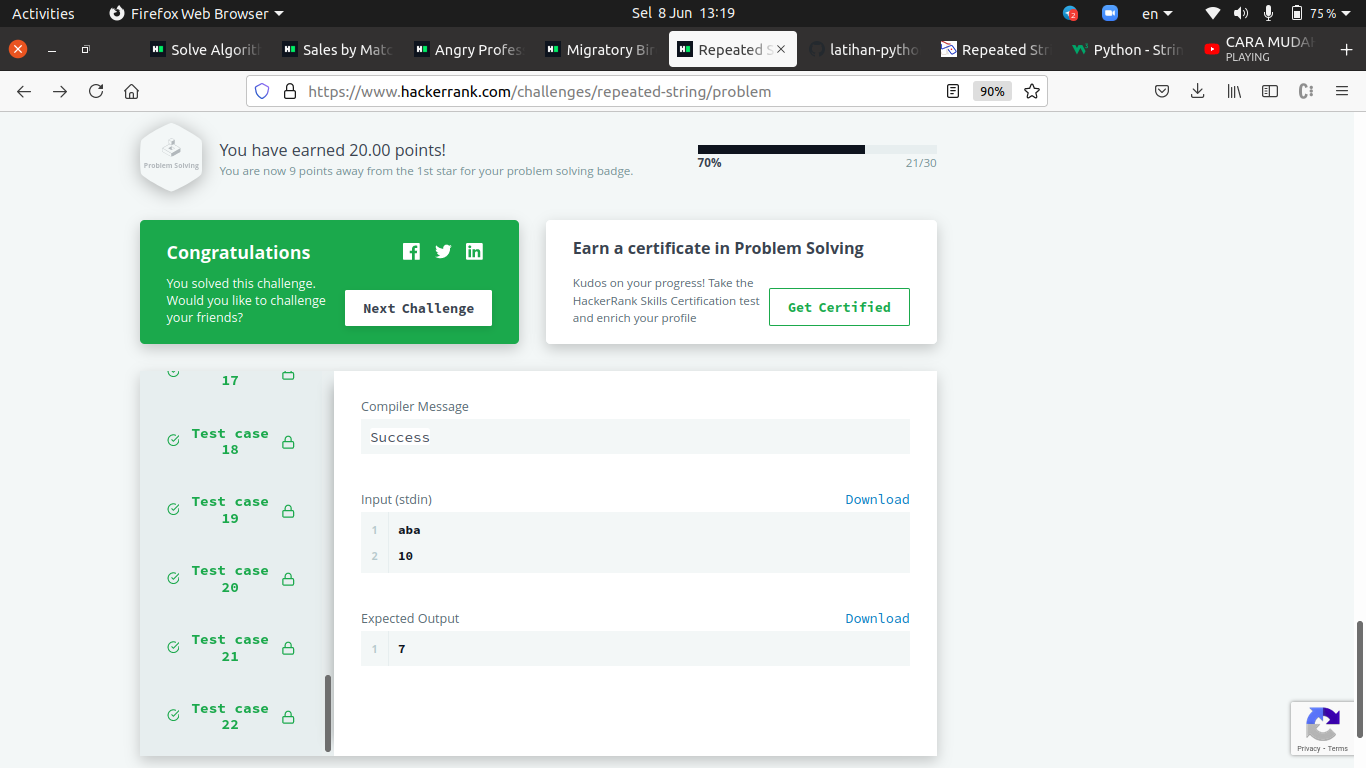 Activities
Firefox Web Browser
Sel 8 Jun 13:19
2
en
75 %
Solve Algorit
Sales by Matc
Angry Profes
Migratory Bir
Repeated S
latihan-pytho
Repeated Stri
Python - Strin
CARA MUDAH
PLAYING
https://www.hackerrank.com/challenges/repeated-string/problem
90%
Problem Solving
You have earned 20.00 points!
You are now 9 points away from the 1st star for your problem solving badge.
70%
21/30
Congratulations
You solved this challenge.
Would you like to challenge
your friends?
Next Challenge
Earn a certificate in Problem Solving
Kudos on your progress! Take the
HackerRank Skills Certification test
and enrich your profile
Get Certified
17
Test case
18
Test case
19
Test case
20
Test case
21
Test case
22
Compiler Message
Success
Input (stdin)
Download
1 aba
2 10
Expected Output
Download
1 7
Privacy - Terms